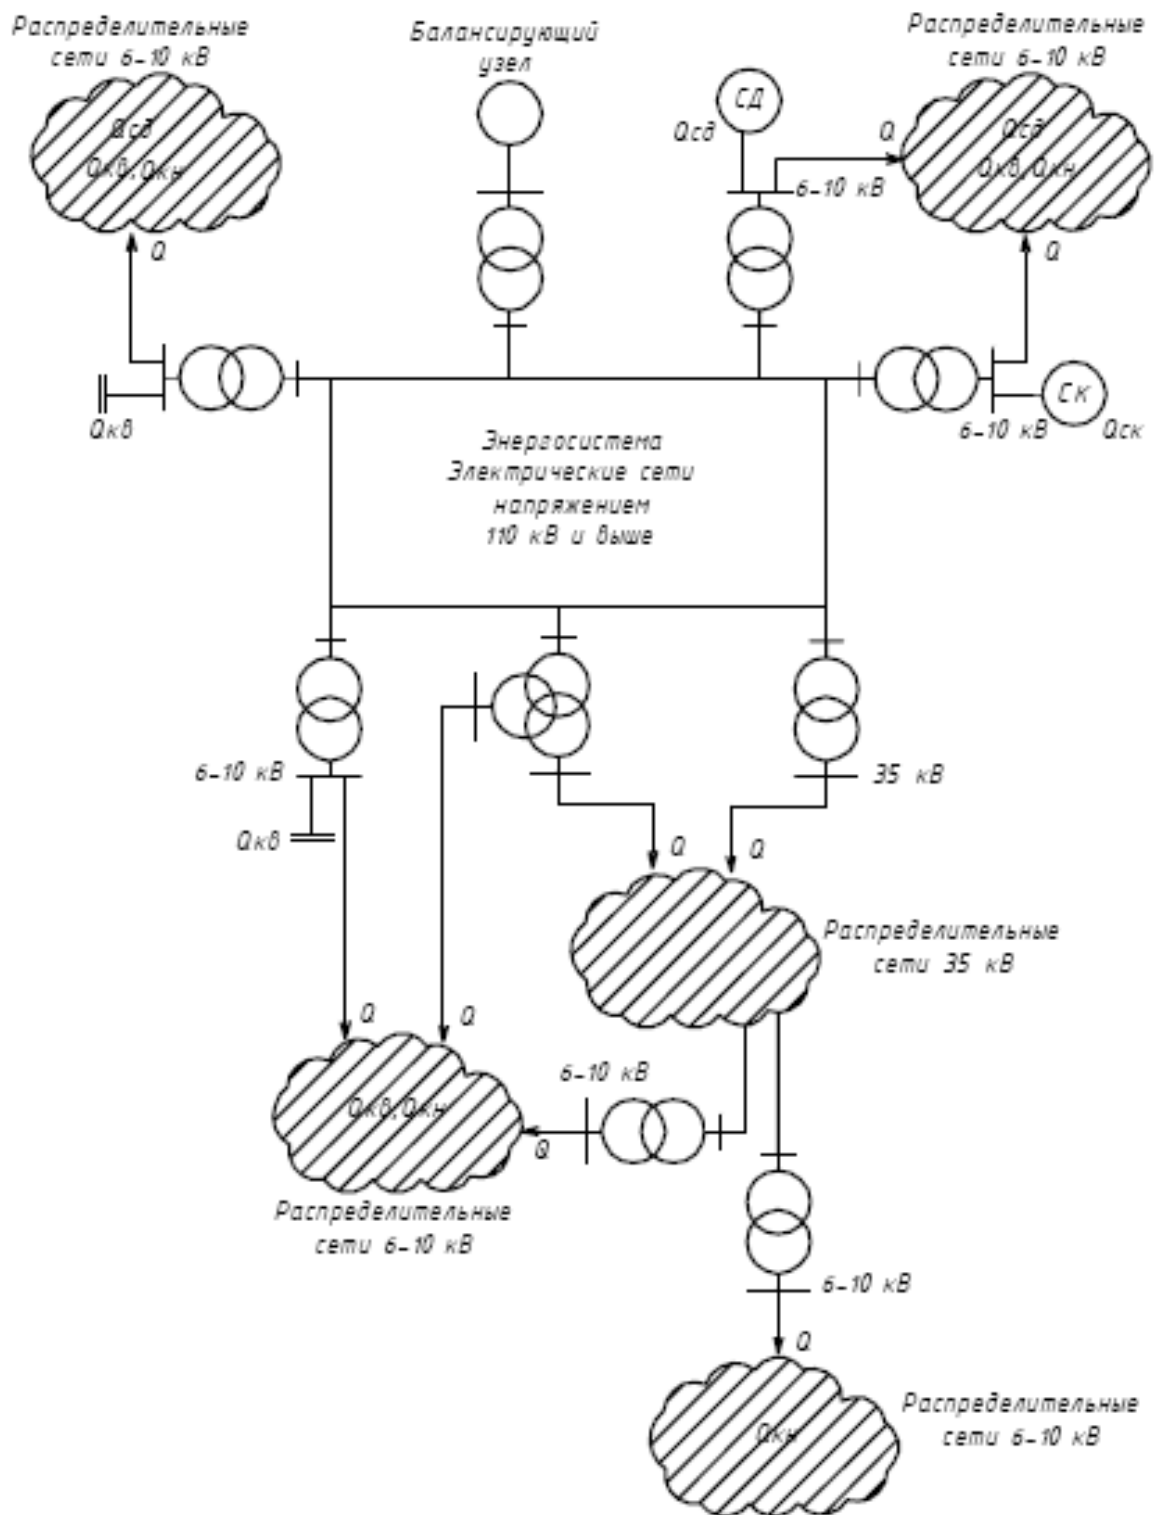 Распределительные
сети 6-10 кВ
Балансирующий
узел
Распределительные
сети 6-10 кВ
СД
Qсд
Qсд
Qкв, Qкн
Q
Qсд
Qкв, Qкн
6-10 кВ
Q
Q
Qкв
СК
6-10 кВ
Qск
Энергосистема
Электрические сети
напряжением
110 кВ и выше
6-10 кВ
35 кВ
Qкв
Q
Q
Распределительные
сети 35 кВ
Q
Q
6-10 кВ
Qкв, Qкн
Q
Распределительные
сети 6-10 кВ
6-10 кВ
Q
Распределительные
сети 6-10 кВ
Qкн